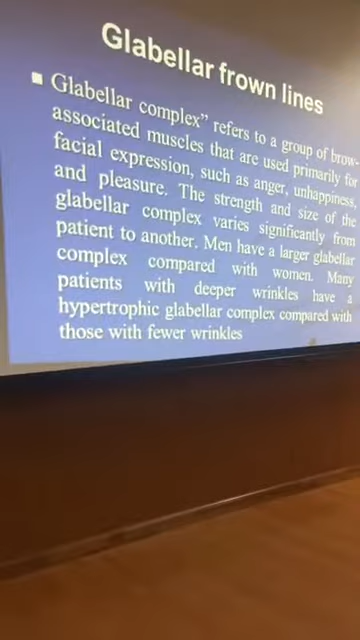 Glabellar frown lines
▪ Glabellar complex” refers to a group of brow-
associated muscles that are used primarily for
facial expression, such as anger, unhappiness,
and pleasure. The strength and size of the
glabellar complex varies significantly from
patient to another. Men have a larger glabellar
complex compared with women. Many
patients with deeper wrinkles have a
hypertrophic glabellar complex compared with
those with fewer wrinkles